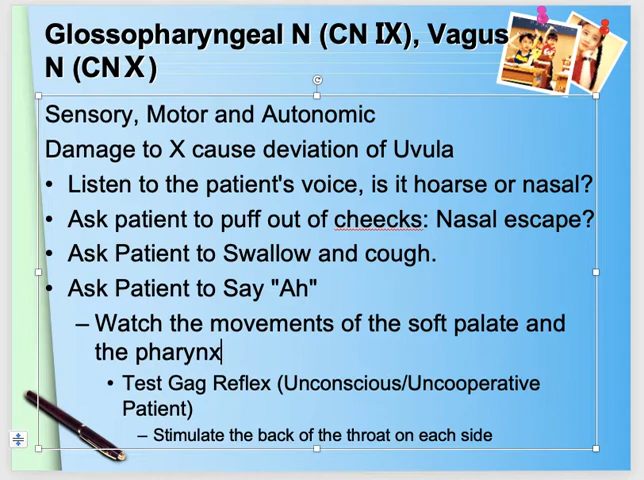 Glossopharyngeal N (CN IX), Vagus
N (CN X)
Sensory, Motor and Autonomic
Damage to X cause deviation of Uvula
• Listen to the patient's voice, is it hoarse or nasal?
• Ask patient to puff out of cheecks: Nasal escape?
• Ask Patient to Swallow and cough.
• Ask Patient to Say "Ah"
– Watch the movements of the soft palate and
the pharynx
• Test Gag Reflex (Unconscious/Uncooperative
Patient)
– Stimulate the back of the throat on each side